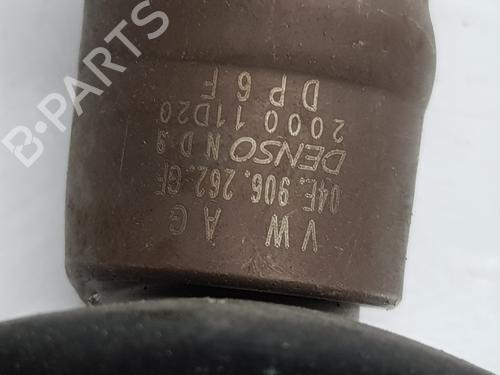 V W A G
04E.906.262.GF
DENSO N D 9
2000 11D20
D P 6 F
B-PARTS